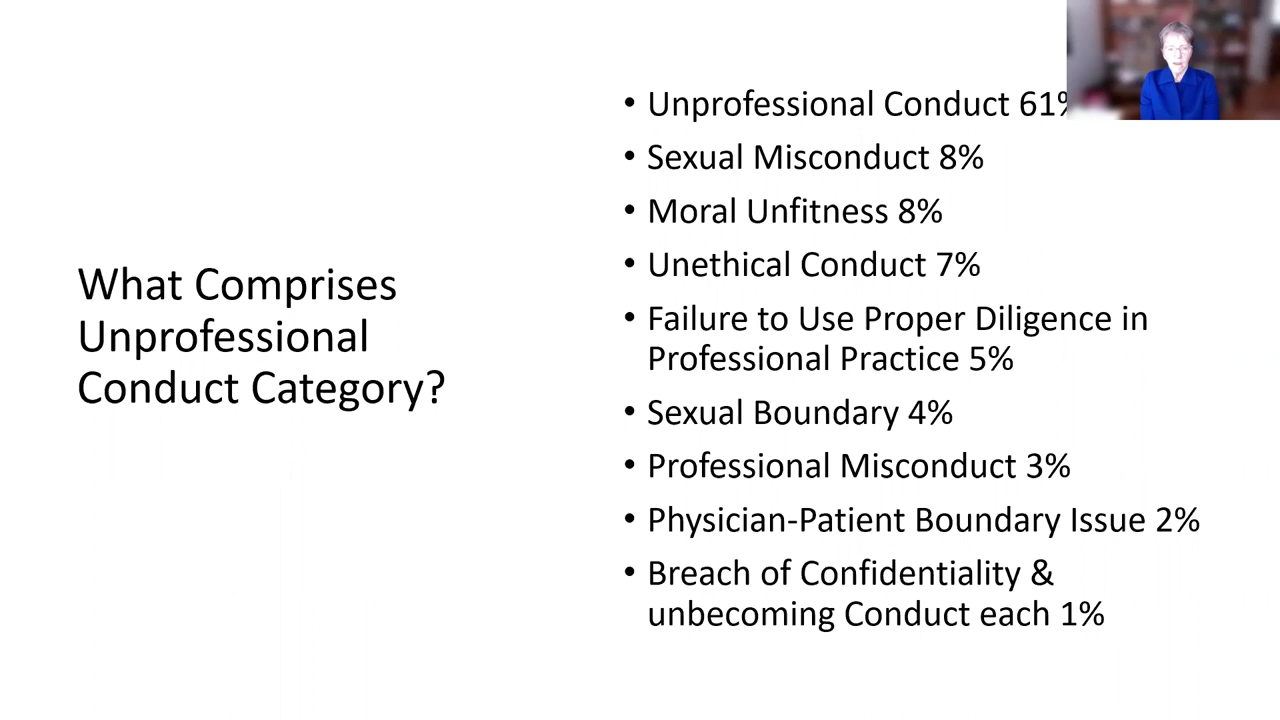 What Comprises
Unprofessional
Conduct Category?
• Unprofessional Conduct 61%
• Sexual Misconduct 8%
• Moral Unfitness 8%
• Unethical Conduct 7%
• Failure to Use Proper Diligence in
Professional Practice 5%
• Sexual Boundary 4%
• Professional Misconduct 3%
• Physician-Patient Boundary Issue 2%
• Breach of Confidentiality &
unbecoming Conduct each 1%